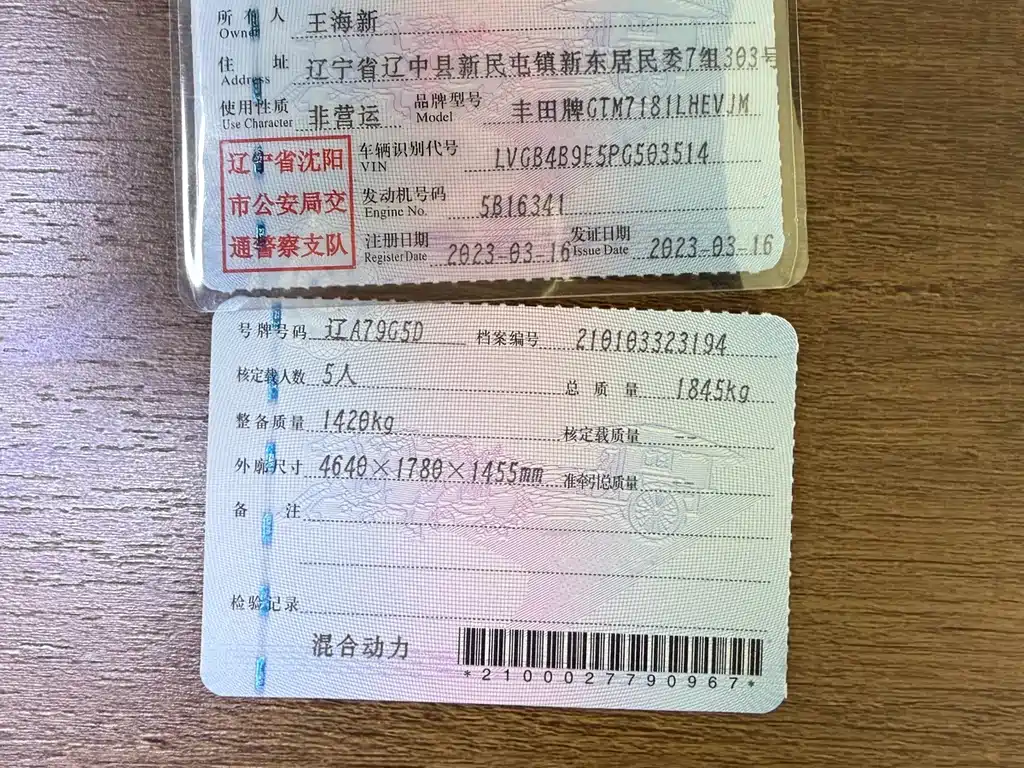 所有人 王海新
Owner
住址 辽宁省辽中县新民屯镇新东居民委7组303号
Address
使用性质 非营运 品牌型号 丰田牌GTM7181LHEVJM
Use Character Model
辽宁省沈阳 车辆识别代号 LVGB4B9E5PG503514
VIN
市公安局交 发动机号码 5B16341
Engine No.
通警察支队 注册日期 2023-03-16 发证日期 2023-03-16
Register Date Issue Date
号牌号码 辽A79G5D 档案编号 210103323194
核定载人数 5人 总质量 1845kg
整备质量 1420kg 核定载质量 --
外廓尺寸 4640×1780×1455mm 准牵引总质量 --
备注
检验记录
混合动力
*2100027790967*